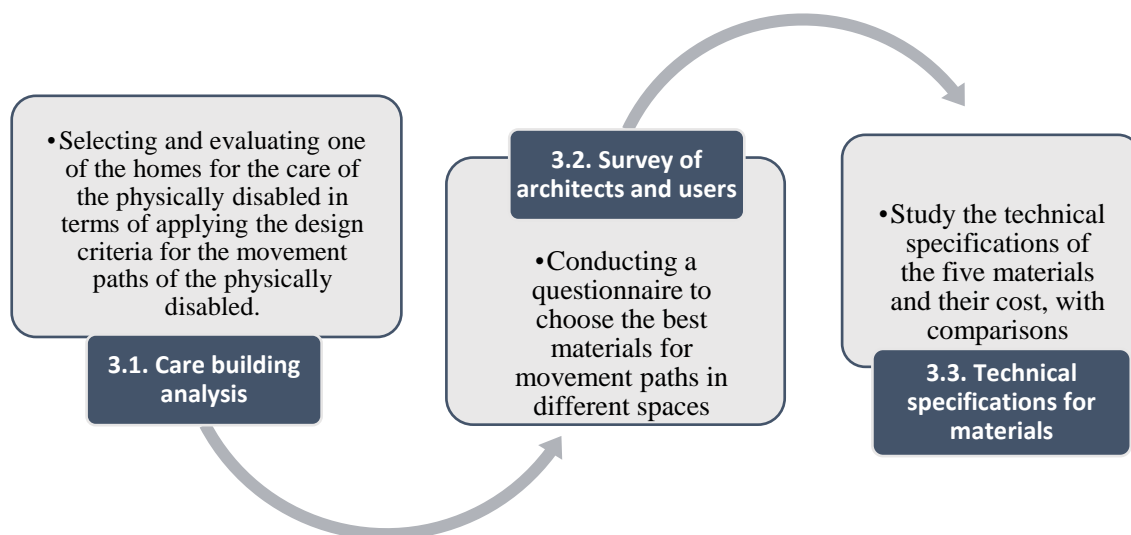 •Selecting and evaluating one
of the homes for the care of
the physically disabled in
terms of applying the design
criteria for the movement
paths of the physically
disabled.
3.1. Care building
analysis
3.2. Survey of
architects and users
•Conducting a
questionnaire to
choose the best
materials for
movement paths in
different spaces
•Study the technical
specifications of
the five materials
and their cost, with
comparisons
3.3. Technical
specifications for
materials